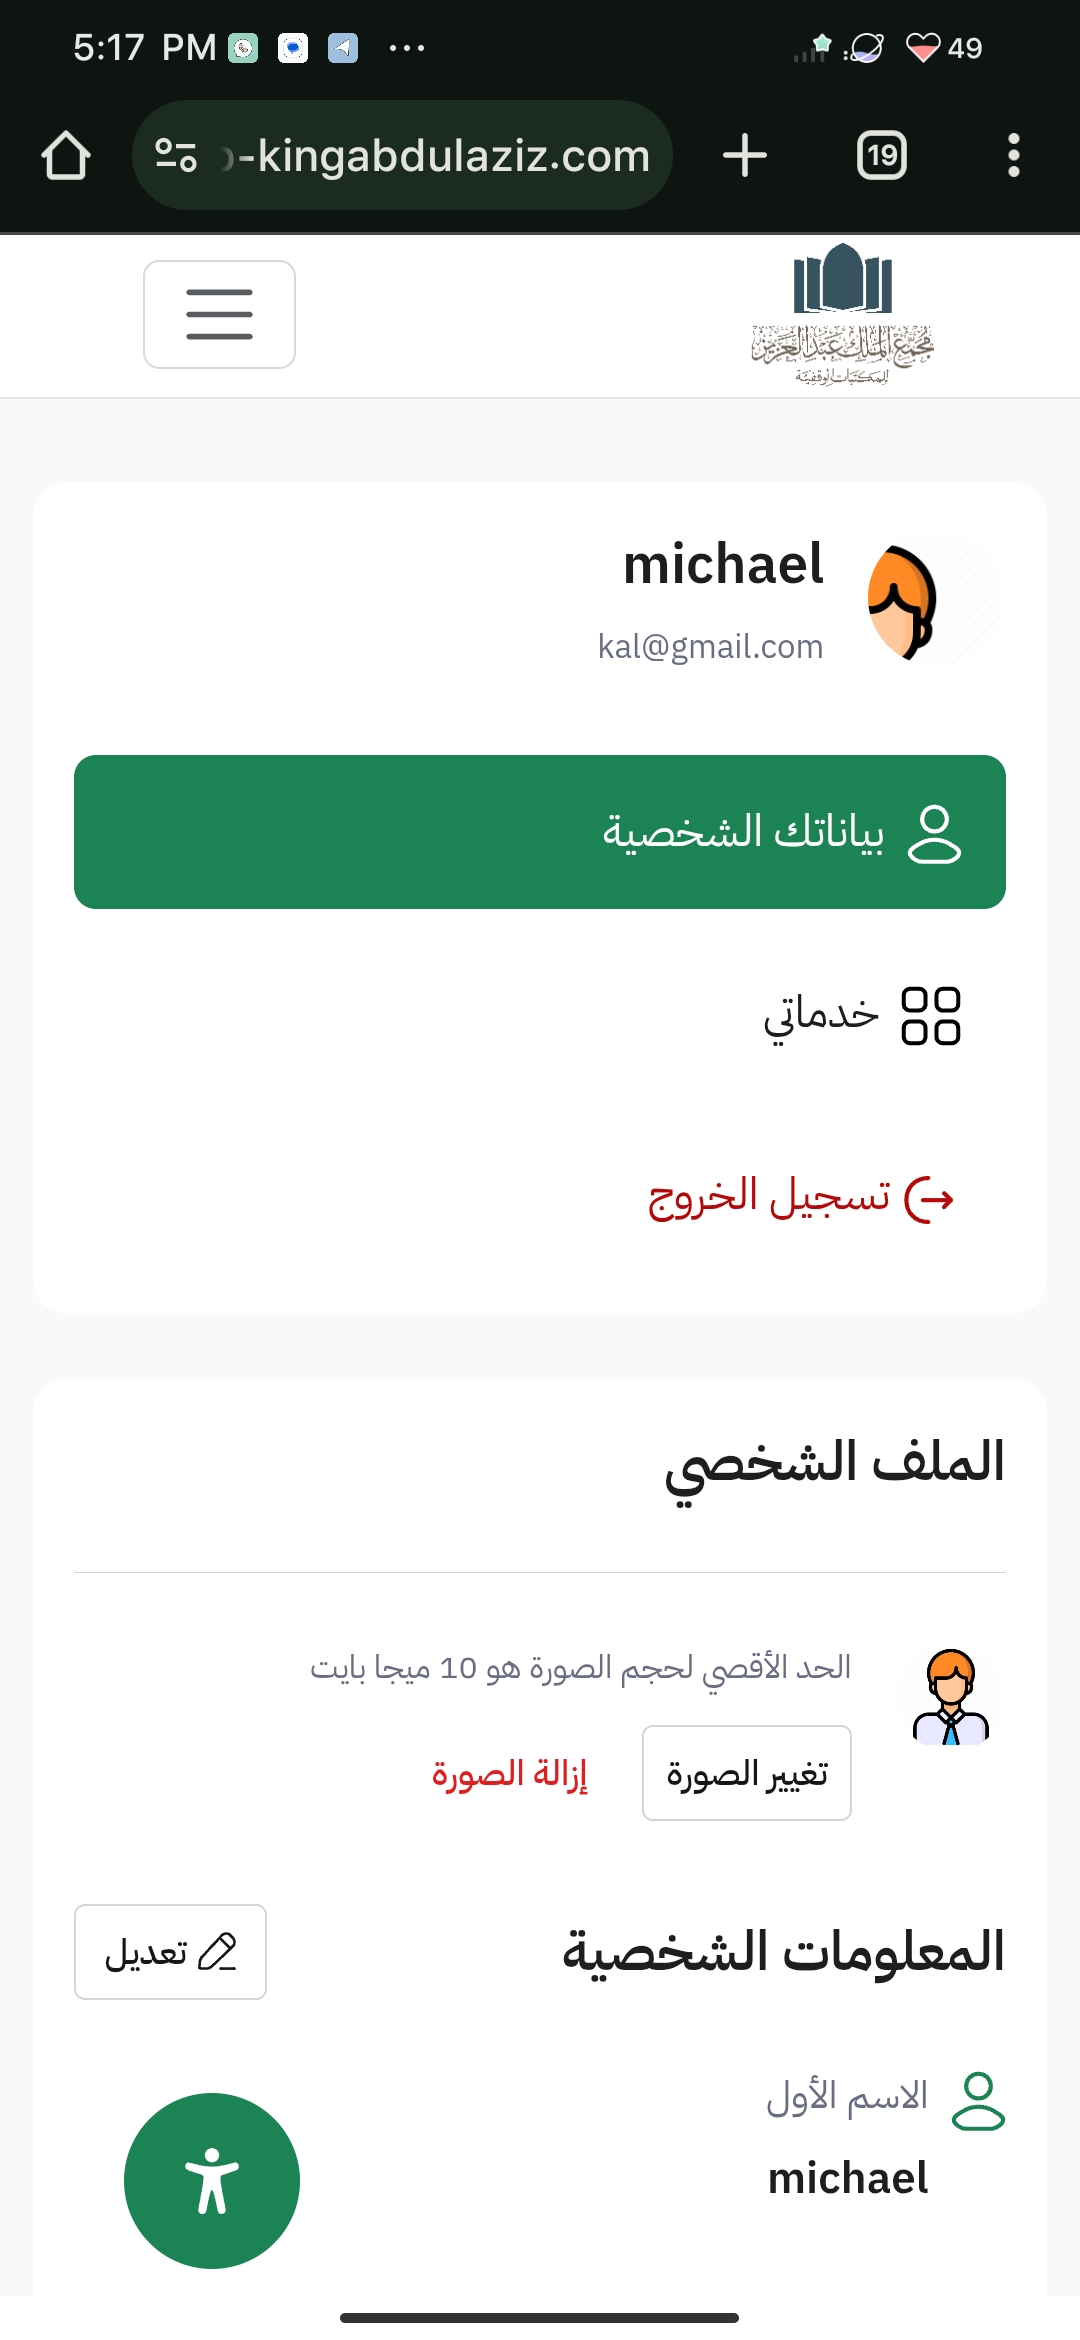 5:17 PM
49
-kingabdulaziz.com
19
مجمع الملك عبدالعزيز
للمكتبات الوقفية
michael
kal@gmail.com
بياناتك الشخصية
خدماتي
تسجيل الخروج
الملف الشخصي
الحد الأقصي لحجم الصورة هو 10 ميجا بايت
تغيير الصورة
إزالة الصورة
المعلومات الشخصية
تعديل
الاسم الأول
michael